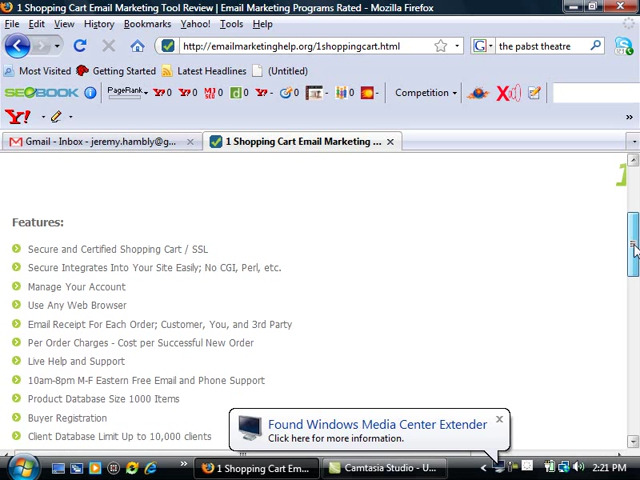 1 Shopping Cart Email Marketing Tool Review | Email Marketing Programs Rated - Mozilla Firefox
File Edit View History Bookmarks Yahoo! Tools Help
http://emailmarketinghelp.org/1shoppingcart.html
the pabst theatre
Most Visited Getting Started Latest Headlines (Untitled)
SEOBOOK PageRank Competition
Gmail - Inbox - jeremy.hambly@g... 1 Shopping Cart Email Marketing ...
1
Features:
Secure and Certified Shopping Cart / SSL
Secure Integrates Into Your Site Easily; No CGI, Perl, etc.
Manage Your Account
Use Any Web Browser
Email Receipt For Each Order; Customer, You, and 3rd Party
Per Order Charges - Cost per Successful New Order
Live Help and Support
10am-8pm M-F Eastern Free Email and Phone Support
Product Database Size 1000 Items
Buyer Registration
Client Database Limit Up to 10,000 clients
Found Windows Media Center Extender
Click here for more information.
1 Shopping Cart Em... Camtasia Studio - U... 2:21 PM